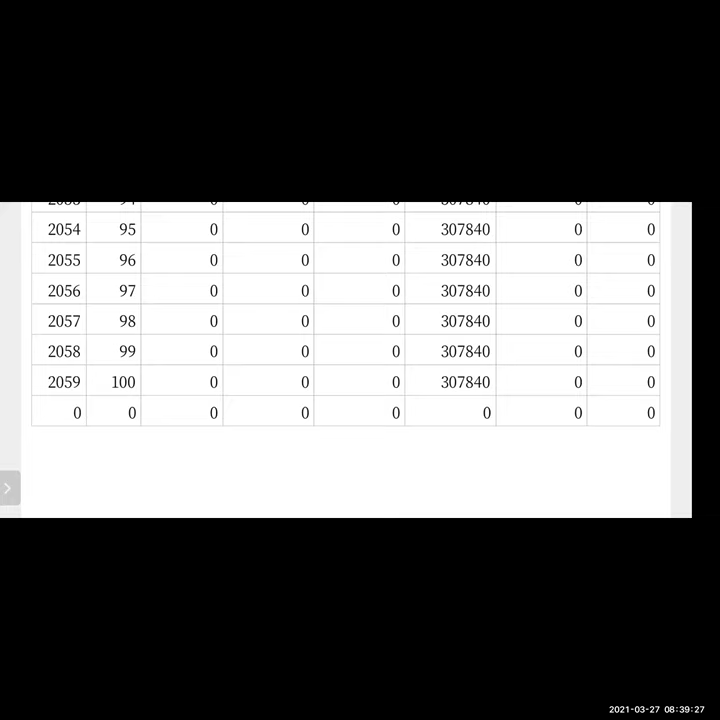 2054 95 0 0 0 307840 0 0
2055 96 0 0 0 307840 0 0
2056 97 0 0 0 307840 0 0
2057 98 0 0 0 307840 0 0
2058 99 0 0 0 307840 0 0
2059 100 0 0 0 307840 0 0
0 0 0 0 0 0 0 0
2021-03-27 08:39:27